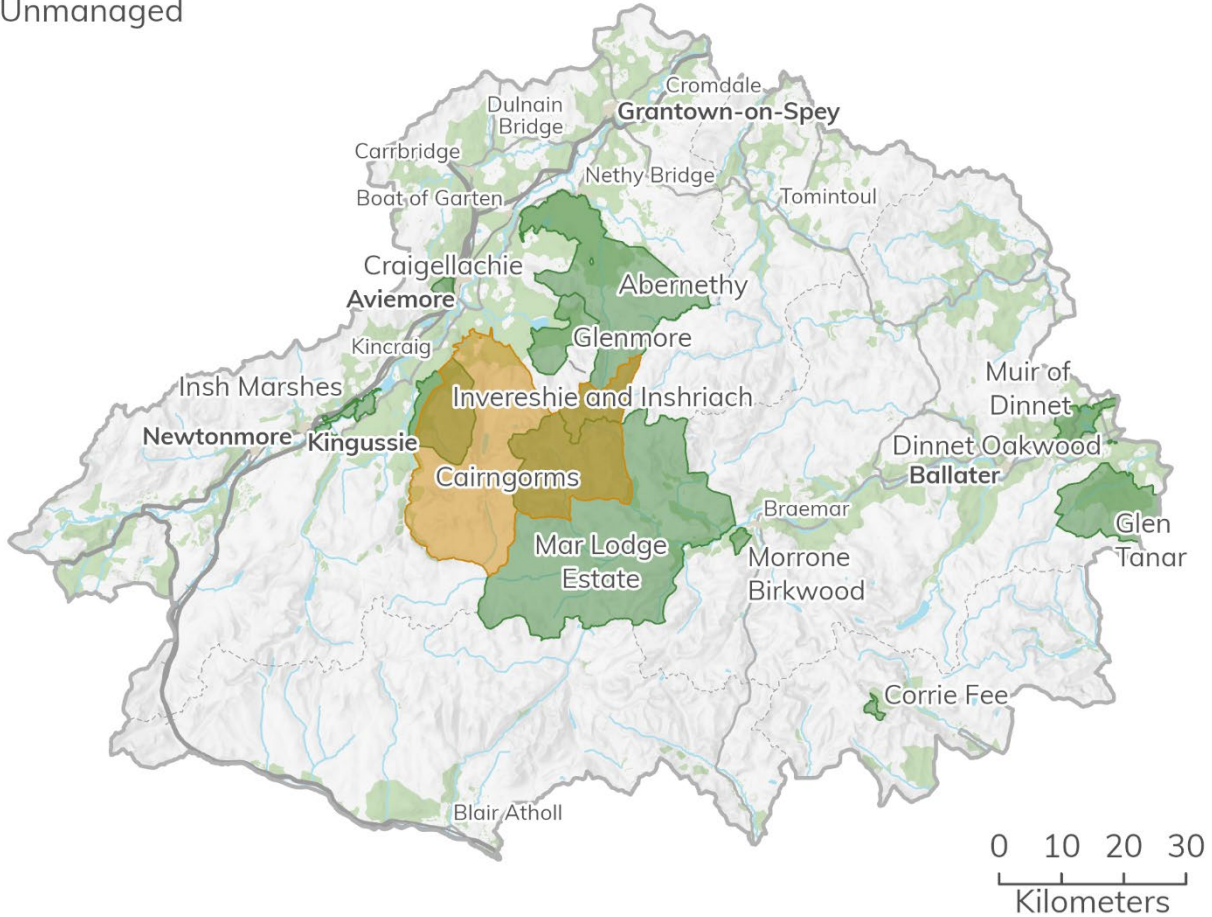 Unmanaged
Cromdale
Dulnain
Bridge
Grantown-on-Spey
Carrbridge
Nethy Bridge
Boat of Garten
Tomintoul
Craigellachie
Abernethy
Aviemore
Glenmore
Kincraig
Insh Marshes
Invereshie and Inshriach
Muir of
Dinnet
Newtonmore
Kingussie
Dinnet Oakwood
Ballater
Cairngorms
Braemar
Glen
Tanar
Mar Lodge
Estate
Morrone
Birkwood
Corrie Fee
Blair Atholl
0 10 20 30
Kilometers